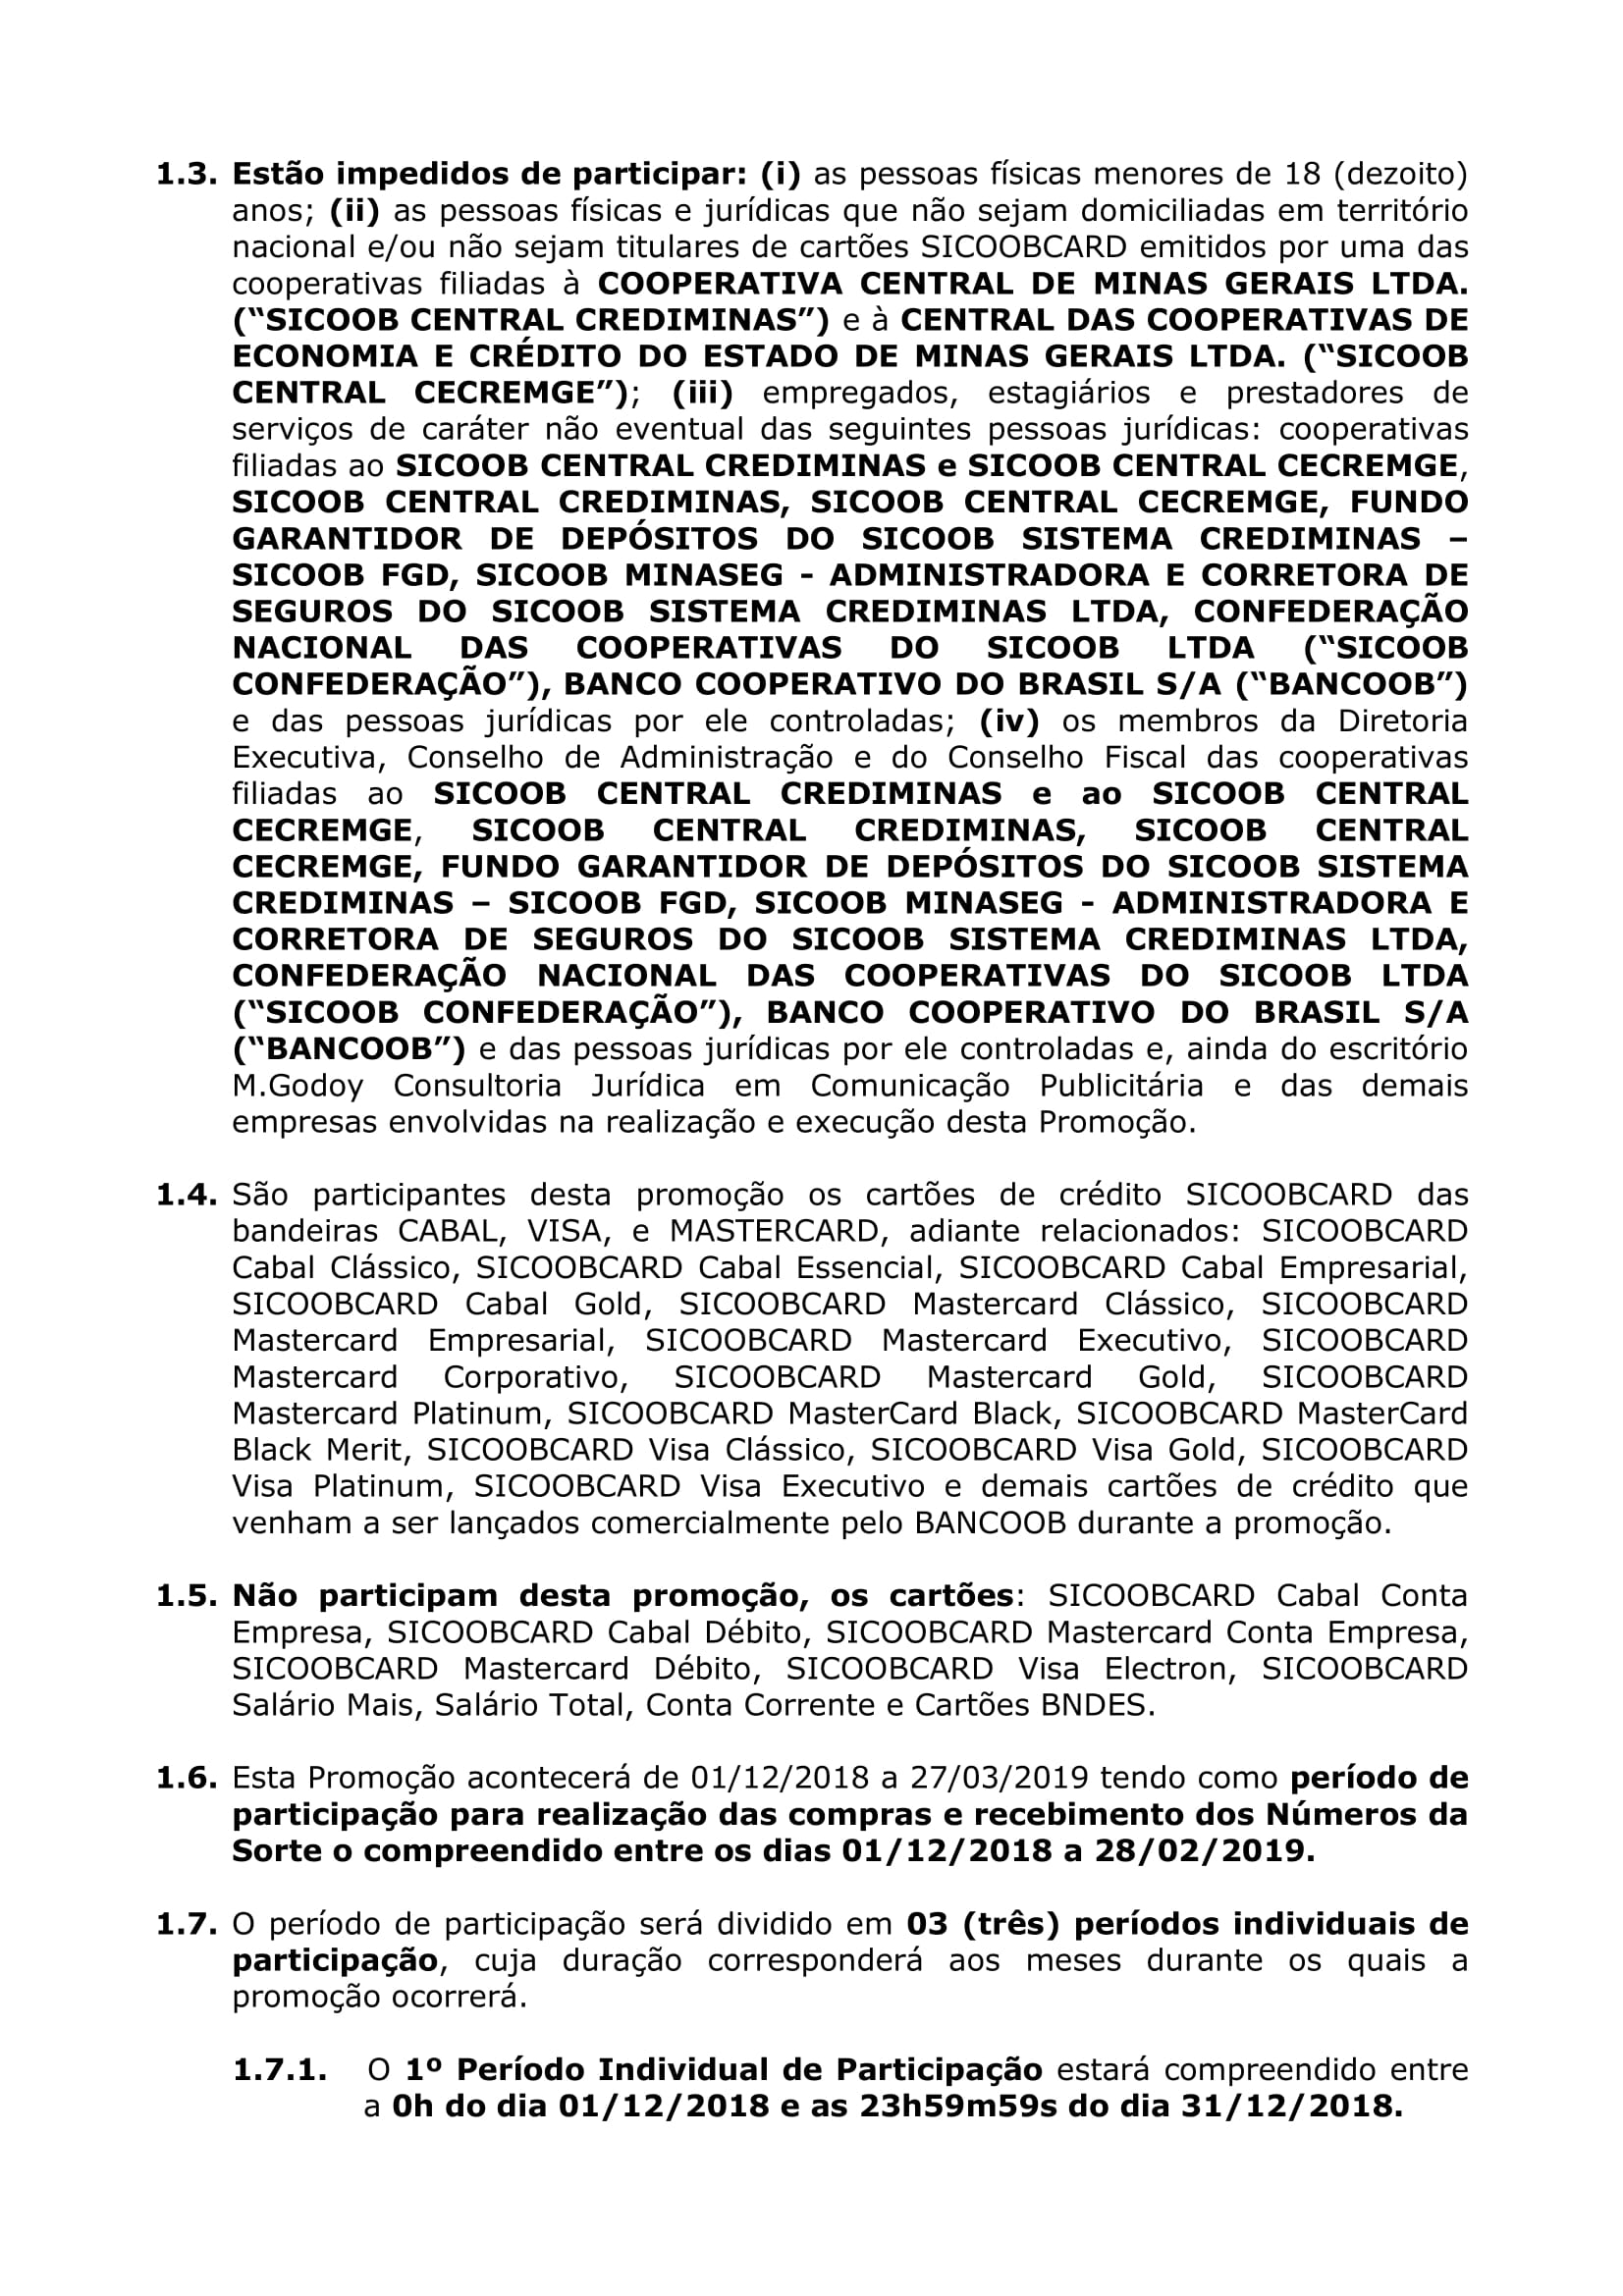 1.3. Estão impedidos de participar: (i) as pessoas físicas menores de 18 (dezoito)
anos; (ii) as pessoas físicas e jurídicas que não sejam domiciliadas em território
nacional e/ou não sejam titulares de cartões SICOOBCARD emitidos por uma das
cooperativas filiadas à COOPERATIVA CENTRAL DE MINAS GERAIS LTDA.
(“SICOOB CENTRAL CREDIMINAS”) e à CENTRAL DAS COOPERATIVAS DE
ECONOMIA E CRÉDITO DO ESTADO DE MINAS GERAIS LTDA. (“SICOOB
CENTRAL CECREMGE”); (iii) empregados, estagiários e prestadores de
serviços de caráter não eventual das seguintes pessoas jurídicas: cooperativas
filiadas ao SICOOB CENTRAL CREDIMINAS e SICOOB CENTRAL CECREMGE,
SICOOB CENTRAL CREDIMINAS, SICOOB CENTRAL CECREMGE, FUNDO
GARANTIDOR DE DEPÓSITOS DO SICOOB SISTEMA CREDIMINAS –
SICOOB FGD, SICOOB MINASEG - ADMINISTRADORA E CORRETORA DE
SEGUROS DO SICOOB SISTEMA CREDIMINAS LTDA, CONFEDERAÇÃO
NACIONAL DAS COOPERATIVAS DO SICOOB LTDA (“SICOOB
CONFEDERAÇÃO”), BANCO COOPERATIVO DO BRASIL S/A (“BANCOOB”)
e das pessoas jurídicas por ele controladas; (iv) os membros da Diretoria
Executiva, Conselho de Administração e do Conselho Fiscal das cooperativas
filiadas ao SICOOB CENTRAL CREDIMINAS e ao SICOOB CENTRAL
CECREMGE, SICOOB CENTRAL CREDIMINAS, SICOOB CENTRAL
CECREMGE, FUNDO GARANTIDOR DE DEPÓSITOS DO SICOOB SISTEMA
CREDIMINAS – SICOOB FGD, SICOOB MINASEG - ADMINISTRADORA E
CORRETORA DE SEGUROS DO SICOOB SISTEMA CREDIMINAS LTDA,
CONFEDERAÇÃO NACIONAL DAS COOPERATIVAS DO SICOOB LTDA
(“SICOOB CONFEDERAÇÃO”), BANCO COOPERATIVO DO BRASIL S/A
(“BANCOOB”) e das pessoas jurídicas por ele controladas e, ainda do escritório
M.Godoy Consultoria Jurídica em Comunicação Publicitária e das demais
empresas envolvidas na realização e execução desta Promoção.
1.4. São participantes desta promoção os cartões de crédito SICOOBCARD das
bandeiras CABAL, VISA, e MASTERCARD, adiante relacionados: SICOOBCARD
Cabal Clássico, SICOOBCARD Cabal Essencial, SICOOBCARD Cabal Empresarial,
SICOOBCARD Cabal Gold, SICOOBCARD Mastercard Clássico, SICOOBCARD
Mastercard Empresarial, SICOOBCARD Mastercard Executivo, SICOOBCARD
Mastercard Corporativo, SICOOBCARD Mastercard Gold, SICOOBCARD
Mastercard Platinum, SICOOBCARD MasterCard Black, SICOOBCARD MasterCard
Black Merit, SICOOBCARD Visa Clássico, SICOOBCARD Visa Gold, SICOOBCARD
Visa Platinum, SICOOBCARD Visa Executivo e demais cartões de crédito que
venham a ser lançados comercialmente pelo BANCOOB durante a promoção.
1.5. Não participam desta promoção, os cartões: SICOOBCARD Cabal Conta
Empresa, SICOOBCARD Cabal Débito, SICOOBCARD Mastercard Conta Empresa,
SICOOBCARD Mastercard Débito, SICOOBCARD Visa Electron, SICOOBCARD
Salário Mais, Salário Total, Conta Corrente e Cartões BNDES.
1.6. Esta Promoção acontecerá de 01/12/2018 a 27/03/2019 tendo como período de
participação para realização das compras e recebimento dos Números da
Sorte o compreendido entre os dias 01/12/2018 a 28/02/2019.
1.7. O período de participação será dividido em 03 (três) períodos individuais de
participação, cuja duração corresponderá aos meses durante os quais a
promoção ocorrerá.
1.7.1. O 1º Período Individual de Participação estará compreendido entre
a 0h do dia 01/12/2018 e as 23h59m59s do dia 31/12/2018.